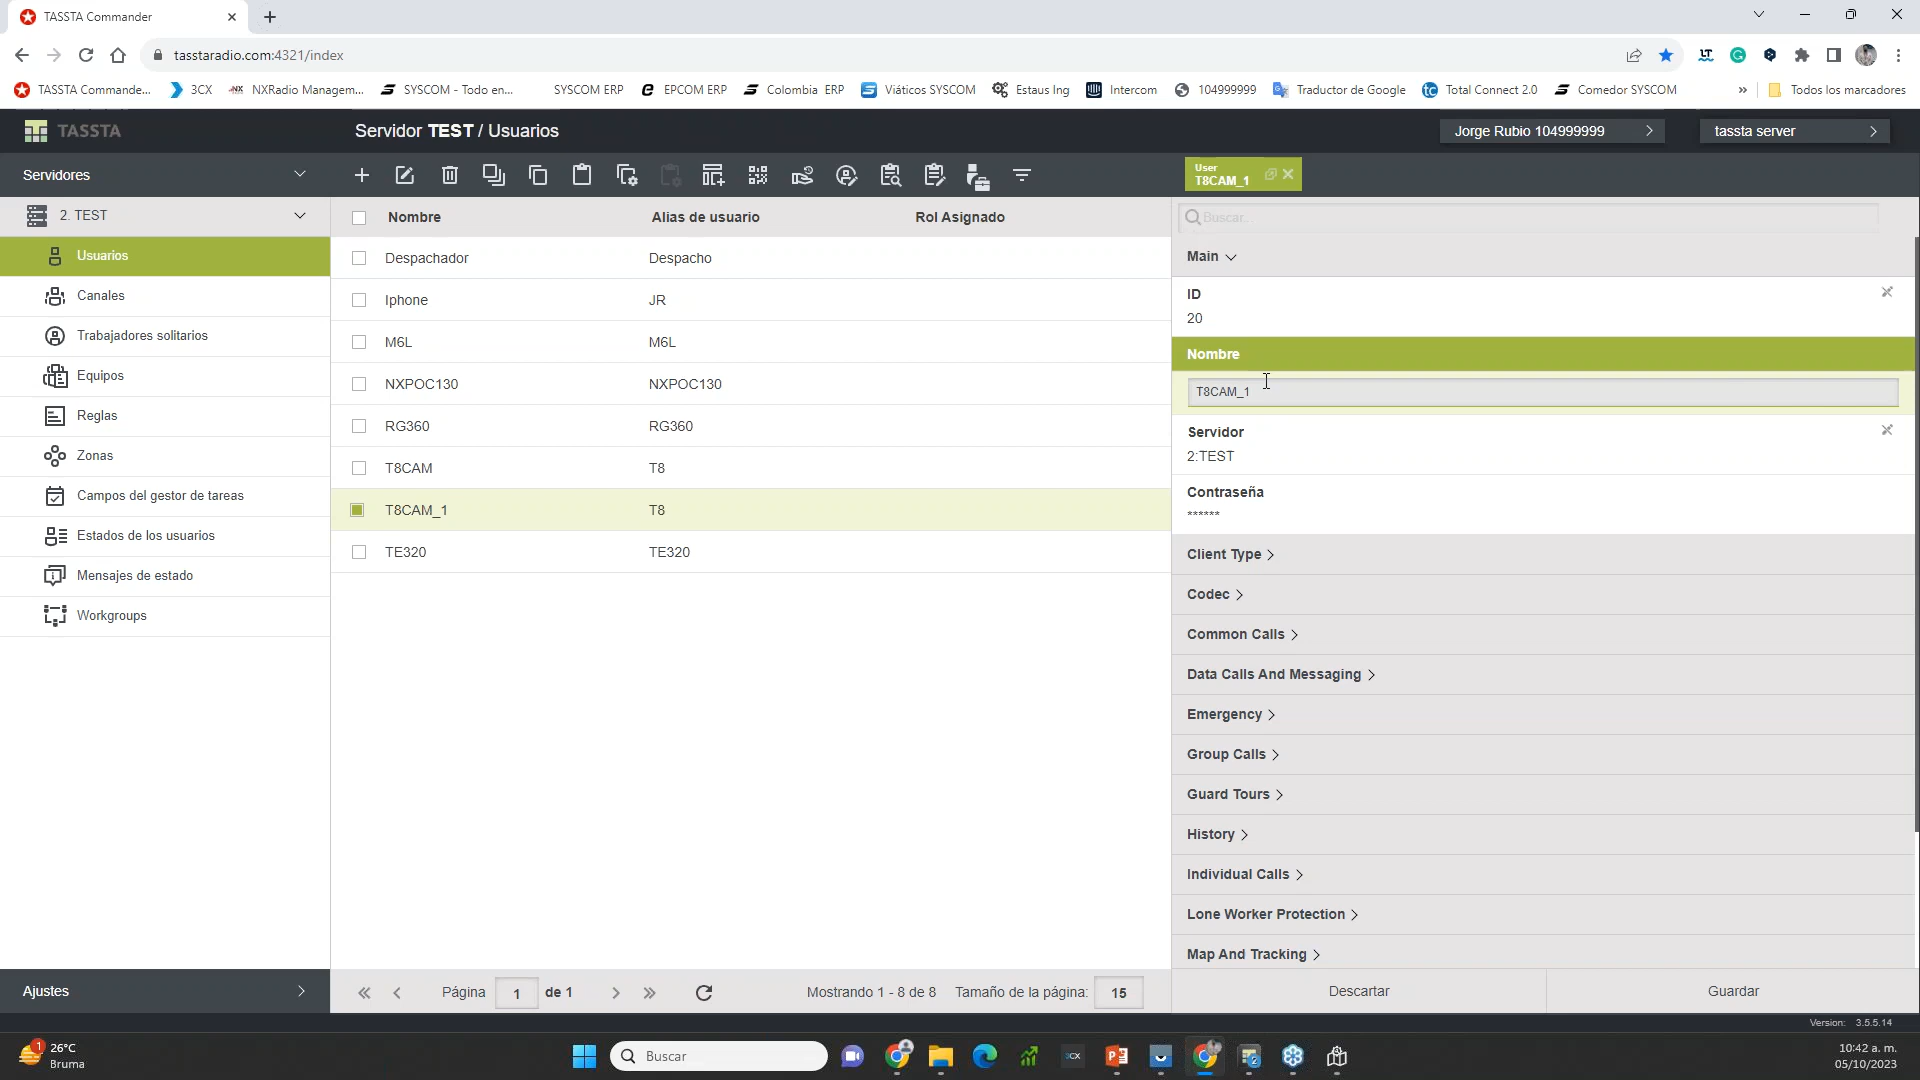 TASSTA Commander
tasstaradio.com:4321/index
TASSTA Commande... 3CX NXRadio Managem... SYSCOM - Todo en... SYSCOM ERP EPCOM ERP Colombia ERP Viáticos SYSCOM Estaus Ing Intercom 104999999 Traductor de Google Total Connect 2.0 Comedor SYSCOM » Todos los marcadores
TASSTA Servidor TEST / Usuarios Jorge Rubio 104999999 tassta server
Servidores
User
T8CAM_1
2. TEST
Usuarios
Canales
Trabajadores solitarios
Equipos
Reglas
Zonas
Campos del gestor de tareas
Estados de los usuarios
Mensajes de estado
Workgroups
Ajustes
Nombre Alias de usuario Rol Asignado
Despachador Despacho
Iphone JR
M6L M6L
NXPOC130 NXPOC130
RG360 RG360
T8CAM T8
T8CAM_1 T8
TE320 TE320
Página 1 de 1 Mostrando 1 - 8 de 8 Tamaño de la página: 15
Buscar...
Main
ID
20
Nombre
T8CAM_1
Servidor
2:TEST
Contraseña
******
Client Type
Codec
Common Calls
Data Calls And Messaging
Emergency
Group Calls
Guard Tours
History
Individual Calls
Lone Worker Protection
Map And Tracking
Descartar Guardar
Version: 3.5.5.14
1
26°C
Bruma
Buscar
3CX
2
10:42 a. m.
05/10/2023